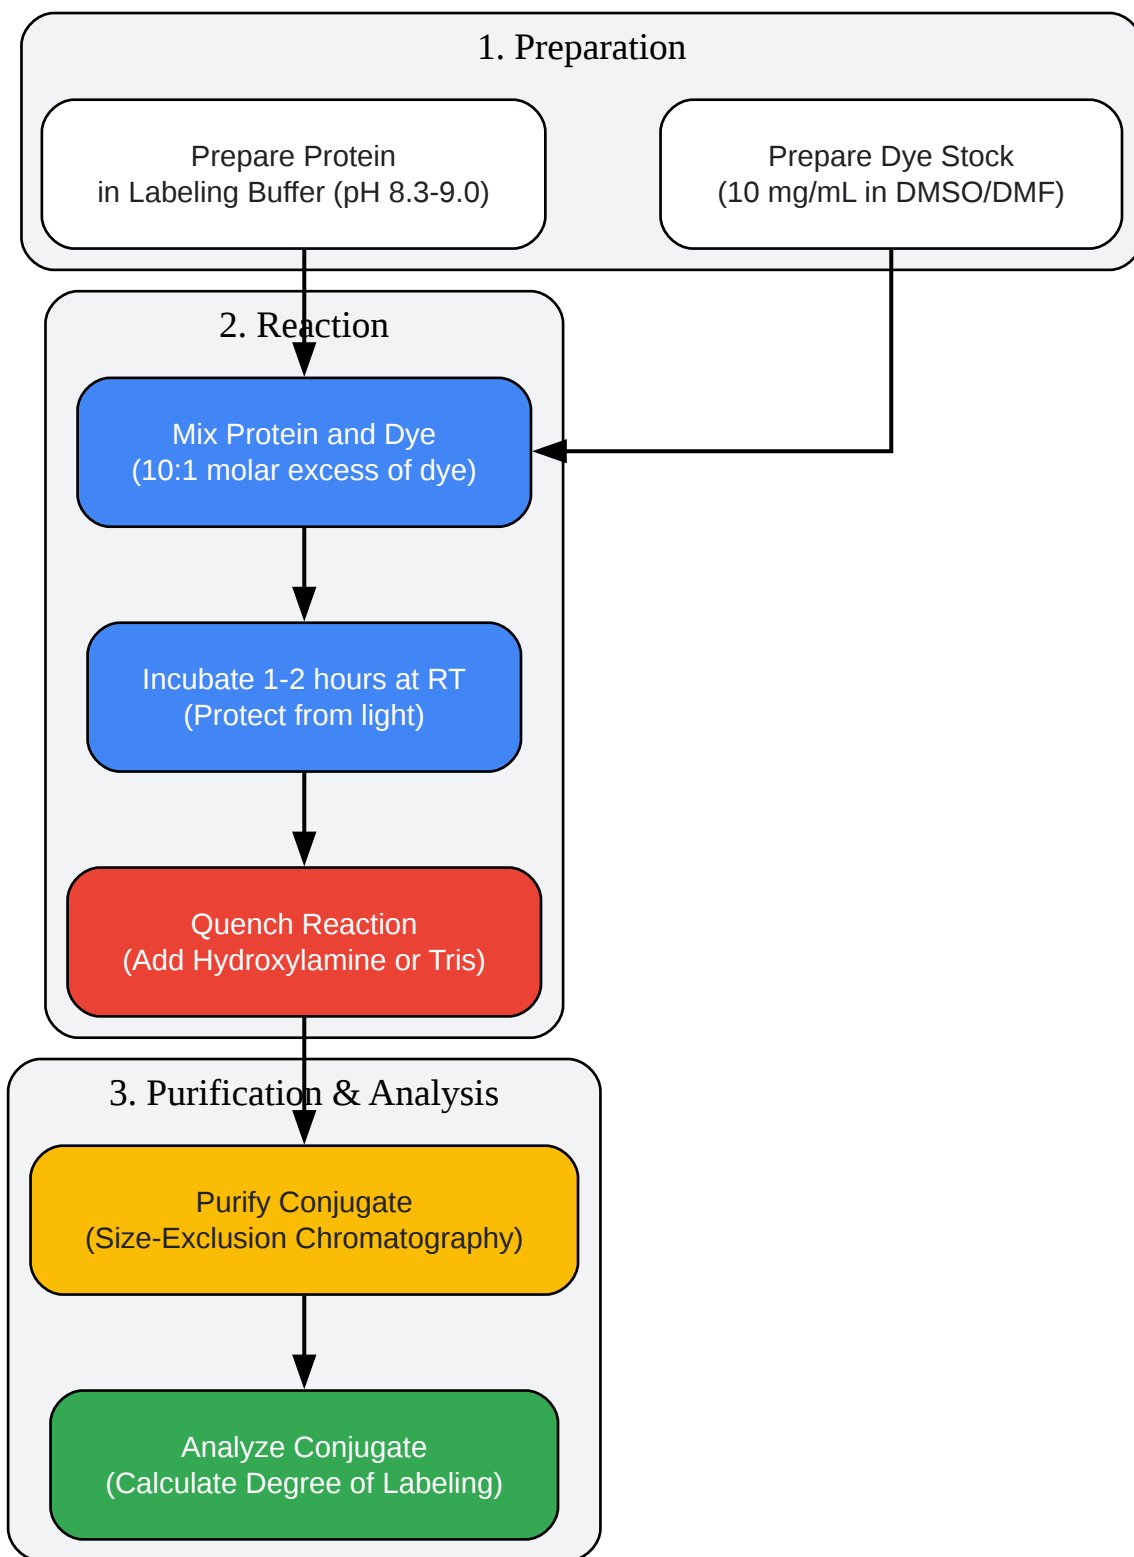 1. Preparation
Prepare Protein
in Labeling Buffer (pH 8.3-9.0)
Prepare Dye Stock
(10 mg/mL in DMSO/DMF)
2. Reaction
Mix Protein and Dye
(10:1 molar excess of dye)
Incubate 1-2 hours at RT
(Protect from light)
Quench Reaction
(Add Hydroxylamine or Tris)
3. Purification & Analysis
Purify Conjugate
(Size-Exclusion Chromatography)
Analyze Conjugate
(Calculate Degree of Labeling)